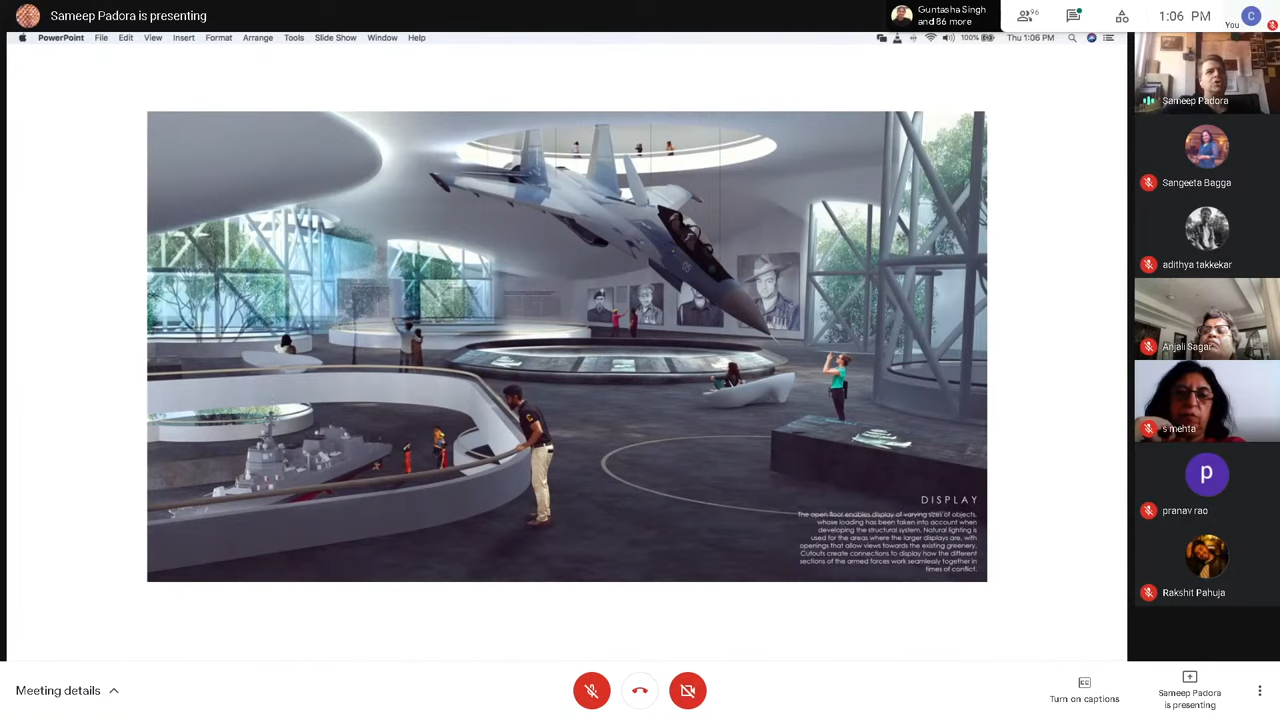 Sameep Padora is presenting
Guntasha Singh
and 86 more
96
1:06 PM
C
You
PowerPoint File Edit View Insert Format Arrange Tools Slide Show Window Help
100% Thu 1:06 PM
Sameep Padora
Sangeeta Bagga
adithya takkekar
Anjali Sagar
s mehta
p
pranav rao
Rakshit Pahuja
05
DISPLAY
The open floor enables display of varying sizes of objects,
whose loading has been taken into account when
developing the structural system. Natural lighting is
used for the areas where the larger displays are, with
openings that allow views towards the existing greenery.
Cutouts create connections to display how the different
sections of the armed forces work seamlessly together in
times of conflict.
Meeting details
CC
Turn on captions
Sameep Padora
is presenting